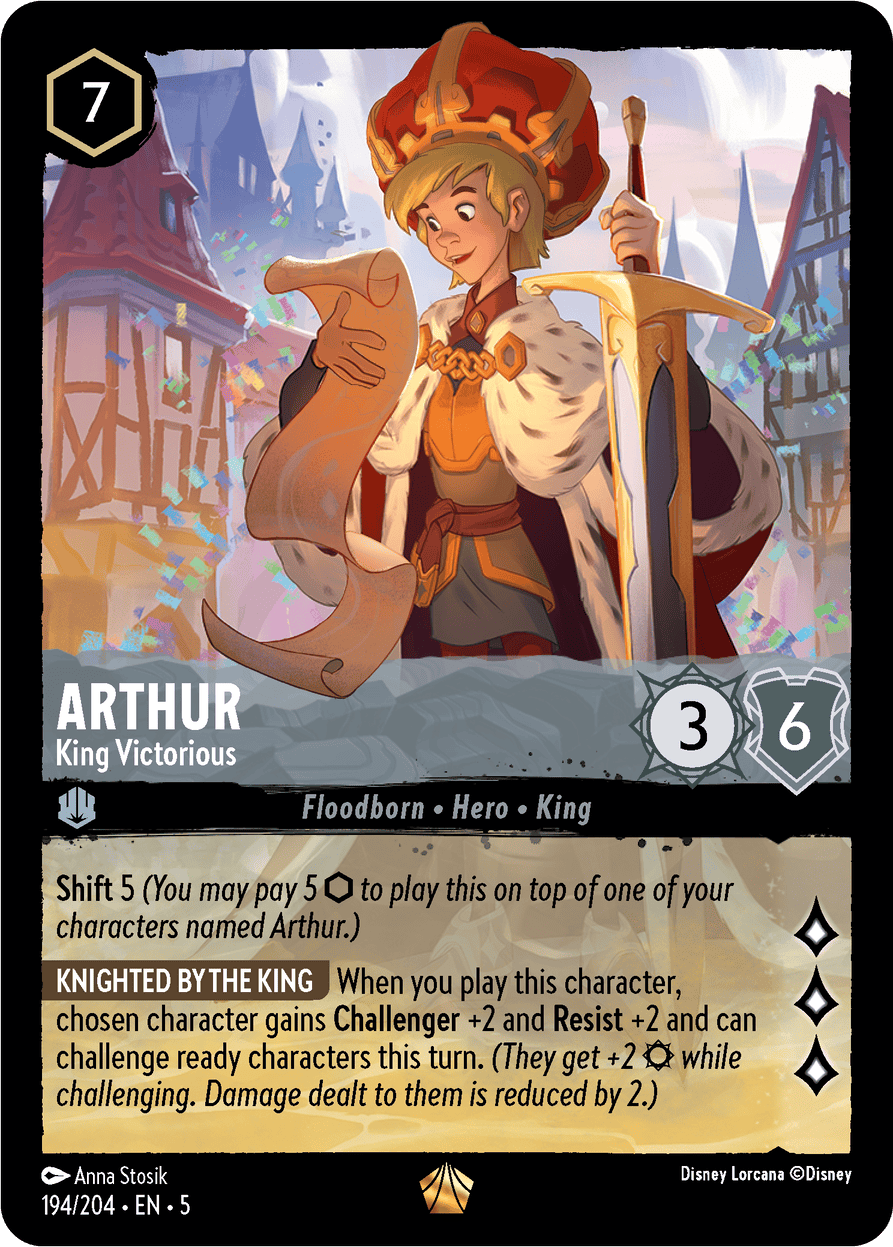 7
ARTHUR
King Victorious
3
6
Floodborn • Hero • King
Shift 5 (You may pay 5 ⬡ to play this on top of one of your
characters named Arthur.)
KNIGHTED BY THE KING When you play this character,
chosen character gains Challenger +2 and Resist +2 and can
challenge ready characters this turn. (They get +2 while
challenging. Damage dealt to them is reduced by 2.)
Anna Stosik
Disney Lorcana ©Disney
194/204 • EN • 5